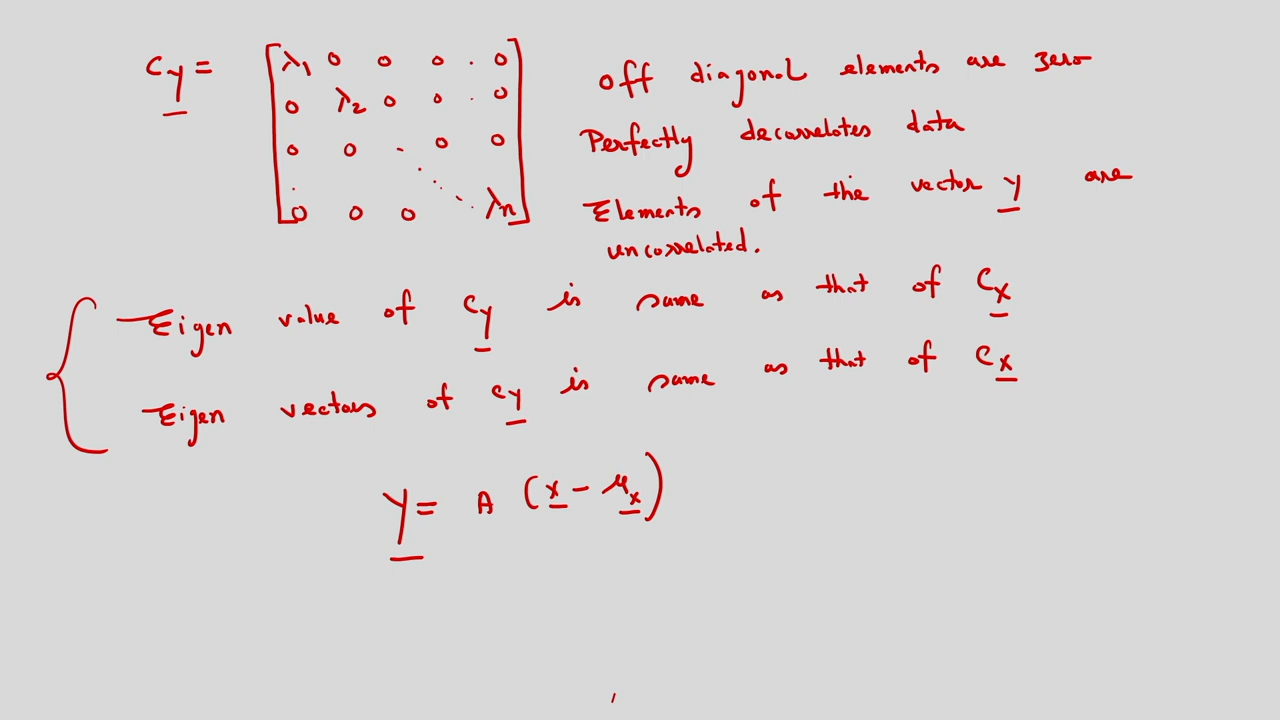 C_y = [λ1 0 0 0 . 0
0 λ2 0 0 . 0
0 0 . 0 0
. . . .
0 0 0 . . λn]
off diagonal elements are zero
Perfectly decorrelates data
Elements of the vector y are
uncorrelated.
Eigen value of C_y is same as that of C_x
Eigen vectors of C_y is same as that of C_x
y = A (x - μ_x)